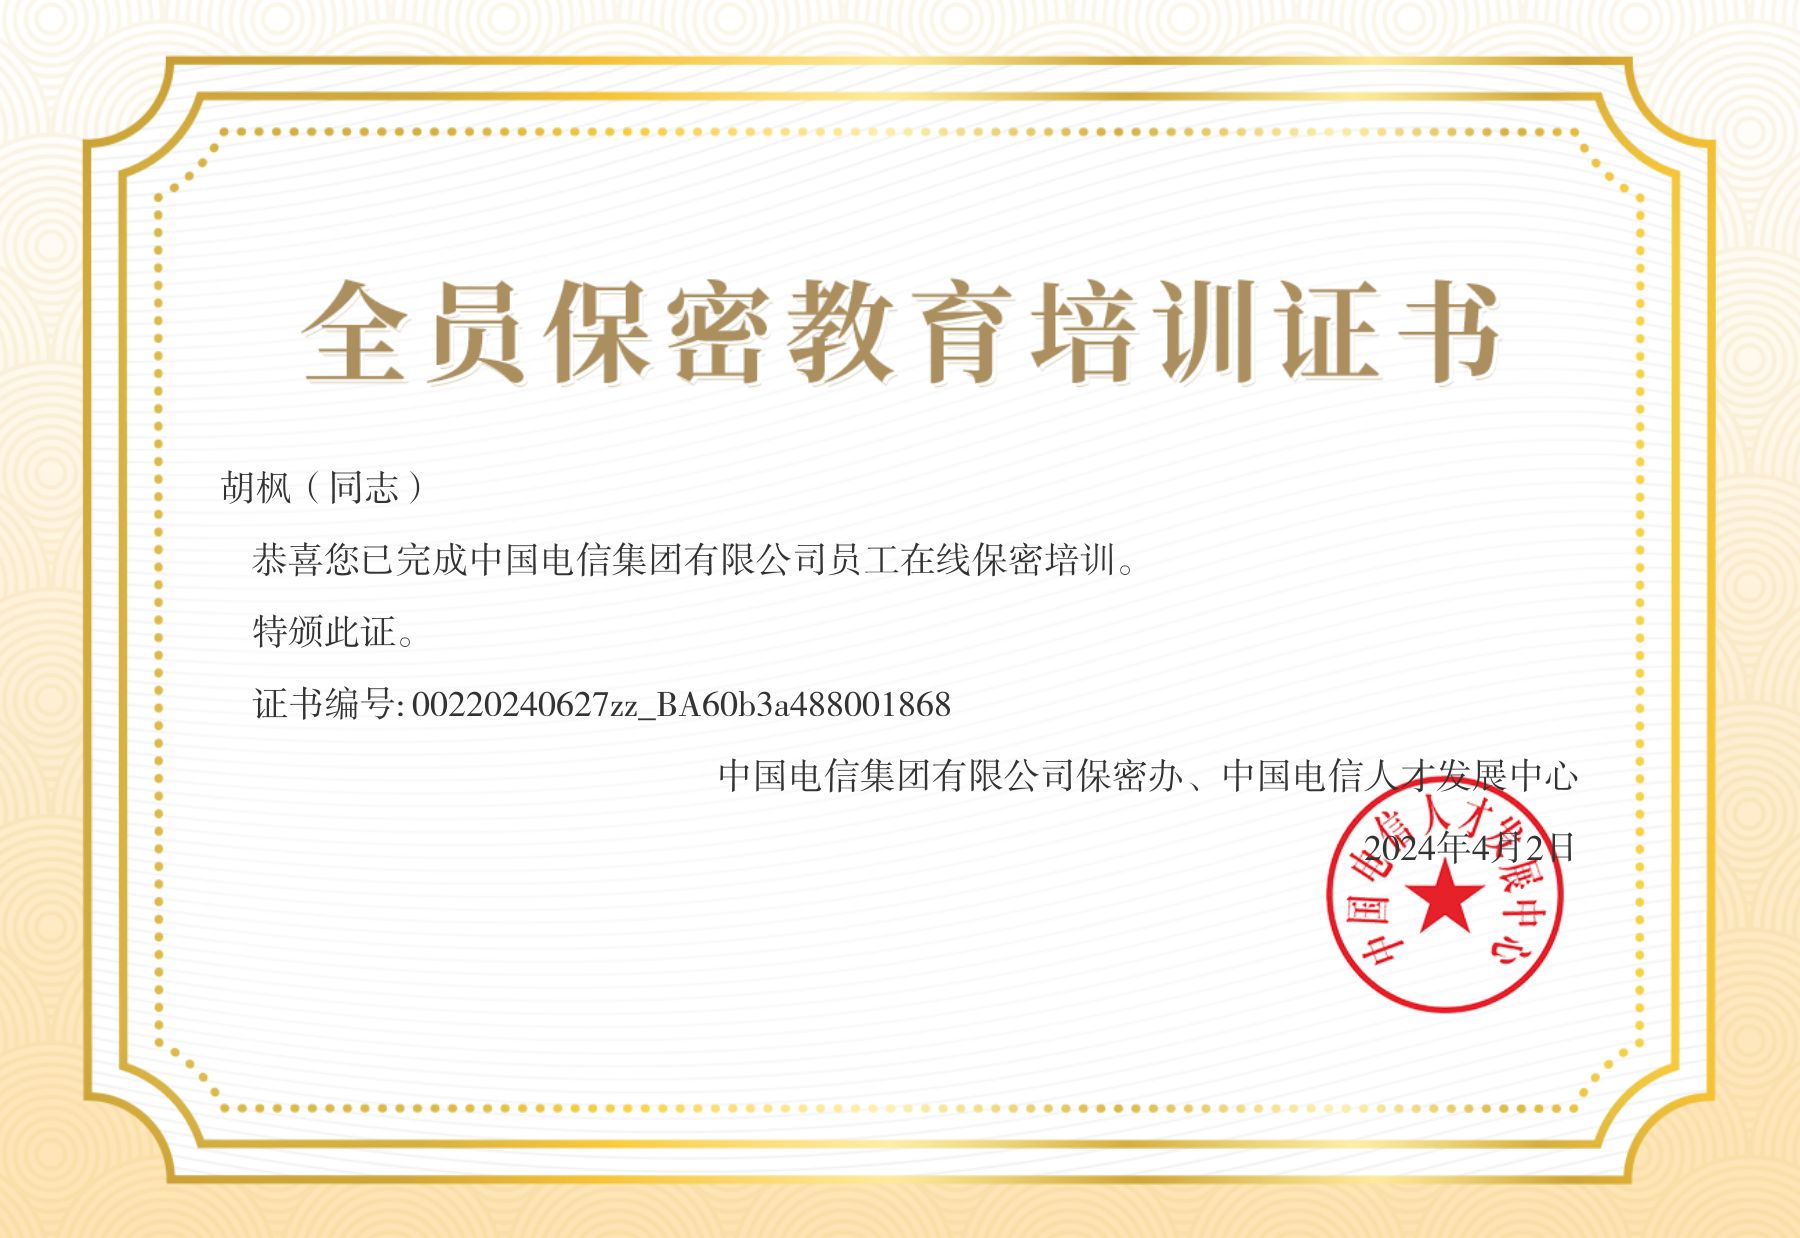 全员保密教育培训证书
胡枫（同志）
恭喜您已完成中国电信集团有限公司员工在线保密培训。
特颁此证。
证书编号: 00220240627zz_BA60b3a488001868
中国电信集团有限公司保密办、中国电信人才发展中心
2024年4月2日
中国电信人才发展中心